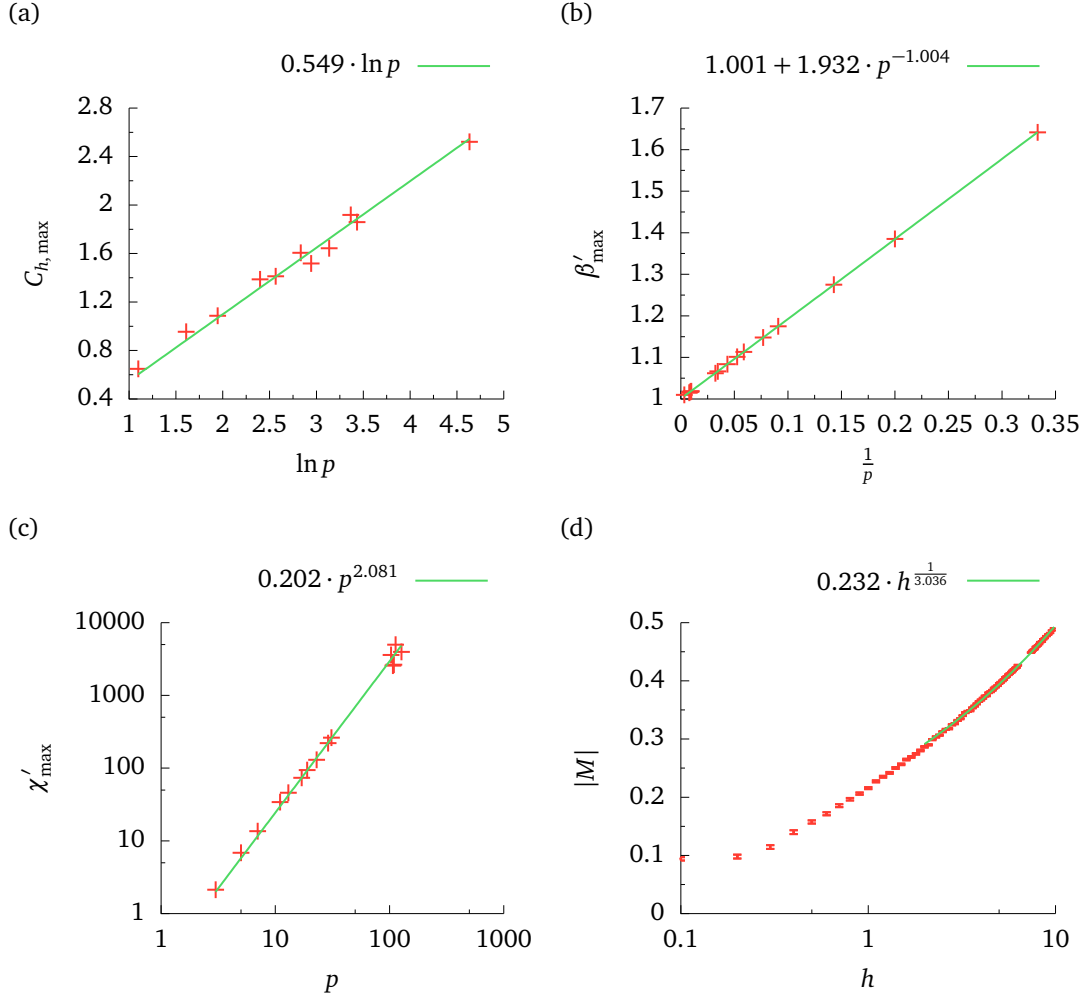 (a)
0.549 · ln p
2.8
2.4
2
1.6
1.2
0.8
0.4
1 1.5 2 2.5 3 3.5 4 4.5 5
C_{h,max}
ln p
(b)
1.001 + 1.932 · p^{−1.004}
1.7
1.6
1.5
1.4
1.3
1.2
1.1
1
0 0.05 0.1 0.15 0.2 0.25 0.3 0.35
β′_{max}
1/p
(c)
0.202 · p^{2.081}
10000
1000
100
10
1
1 10 100 1000
χ′_{max}
p
(d)
0.232 · h^{1/3.036}
0.5
0.4
0.3
0.2
0.1
0
0.1 1 10
|M|
h